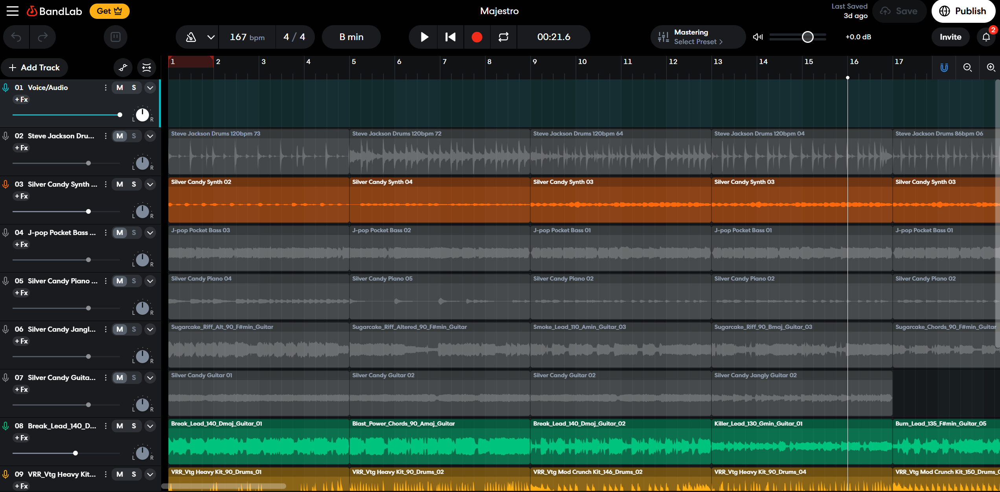 BandLab
Get
Majestro
Last Saved
3d ago
Save
Publish
167 bpm
4 / 4
B min
00:21.6
Mastering
Select Preset >
+0.0 dB
Invite
2
+ Add Track
1 2 3 4 5 6 7 8 9 10 11 12 13 14 15 16 17
01 Voice/Audio M S
+ Fx
L R
02 Steve Jackson Dru... M S
+ Fx
L R
Steve Jackson Drums 120bpm 73
Steve Jackson Drums 120bpm 72
Steve Jackson Drums 120bpm 64
Steve Jackson Drums 120bpm 04
Steve Jackson Drums 86bpm 06
03 Silver Candy Synth ... M S
+ Fx
L R
Silver Candy Synth 02
Silver Candy Synth 04
Silver Candy Synth 03
Silver Candy Synth 03
Silver Candy Synth 03
04 J-pop Pocket Bass ... M S
+ Fx
L R
J-pop Pocket Bass 03
J-pop Pocket Bass 02
J-pop Pocket Bass 01
J-pop Pocket Bass 01
J-pop Pocket Bass 01
05 Silver Candy Piano ... M S
+ Fx
L R
Silver Candy Piano 04
Silver Candy Piano 05
Silver Candy Piano 02
Silver Candy Piano 02
Silver Candy Piano 02
06 Silver Candy Jangl... M S
+ Fx
L R
Sugarcake_Riff_Alt_90_F#min_Guitar
Sugarcake_Riff_Altered_90_F#min_Guitar
Smoke_Lead_110_Amin_Guitar_03
Sugarcake_Riff_90_Bmaj_Guitar_03
Sugarcake_Chords_90_F#min_Guitar
07 Silver Candy Guita... M S
+ Fx
L R
Silver Candy Guitar 01
Silver Candy Guitar 02
Silver Candy Guitar 02
Silver Candy Jangly Guitar 02
08 Break_Lead_140_D... M S
+ Fx
L R
Break_Lead_140_Dmaj_Guitar_01
Blast_Power_Chords_90_Amaj_Guitar
Break_Lead_140_Dmaj_Guitar_02
Killer_Lead_130_Gmin_Guitar_01
Burn_Lead_135_F#min_Guitar_05
09 VRR_Vtg Heavy Kit... M S
+ Fx
VRR_Vtg Heavy Kit_90_Drums_01
VRR_Vtg Heavy Kit_90_Drums_02
VRR_Vtg Mod Crunch Kit_146_Drums_02
VRR_Vtg Heavy Kit_90_Drums_04
VRR_Vtg Mod Crunch Kit_150_Drums_